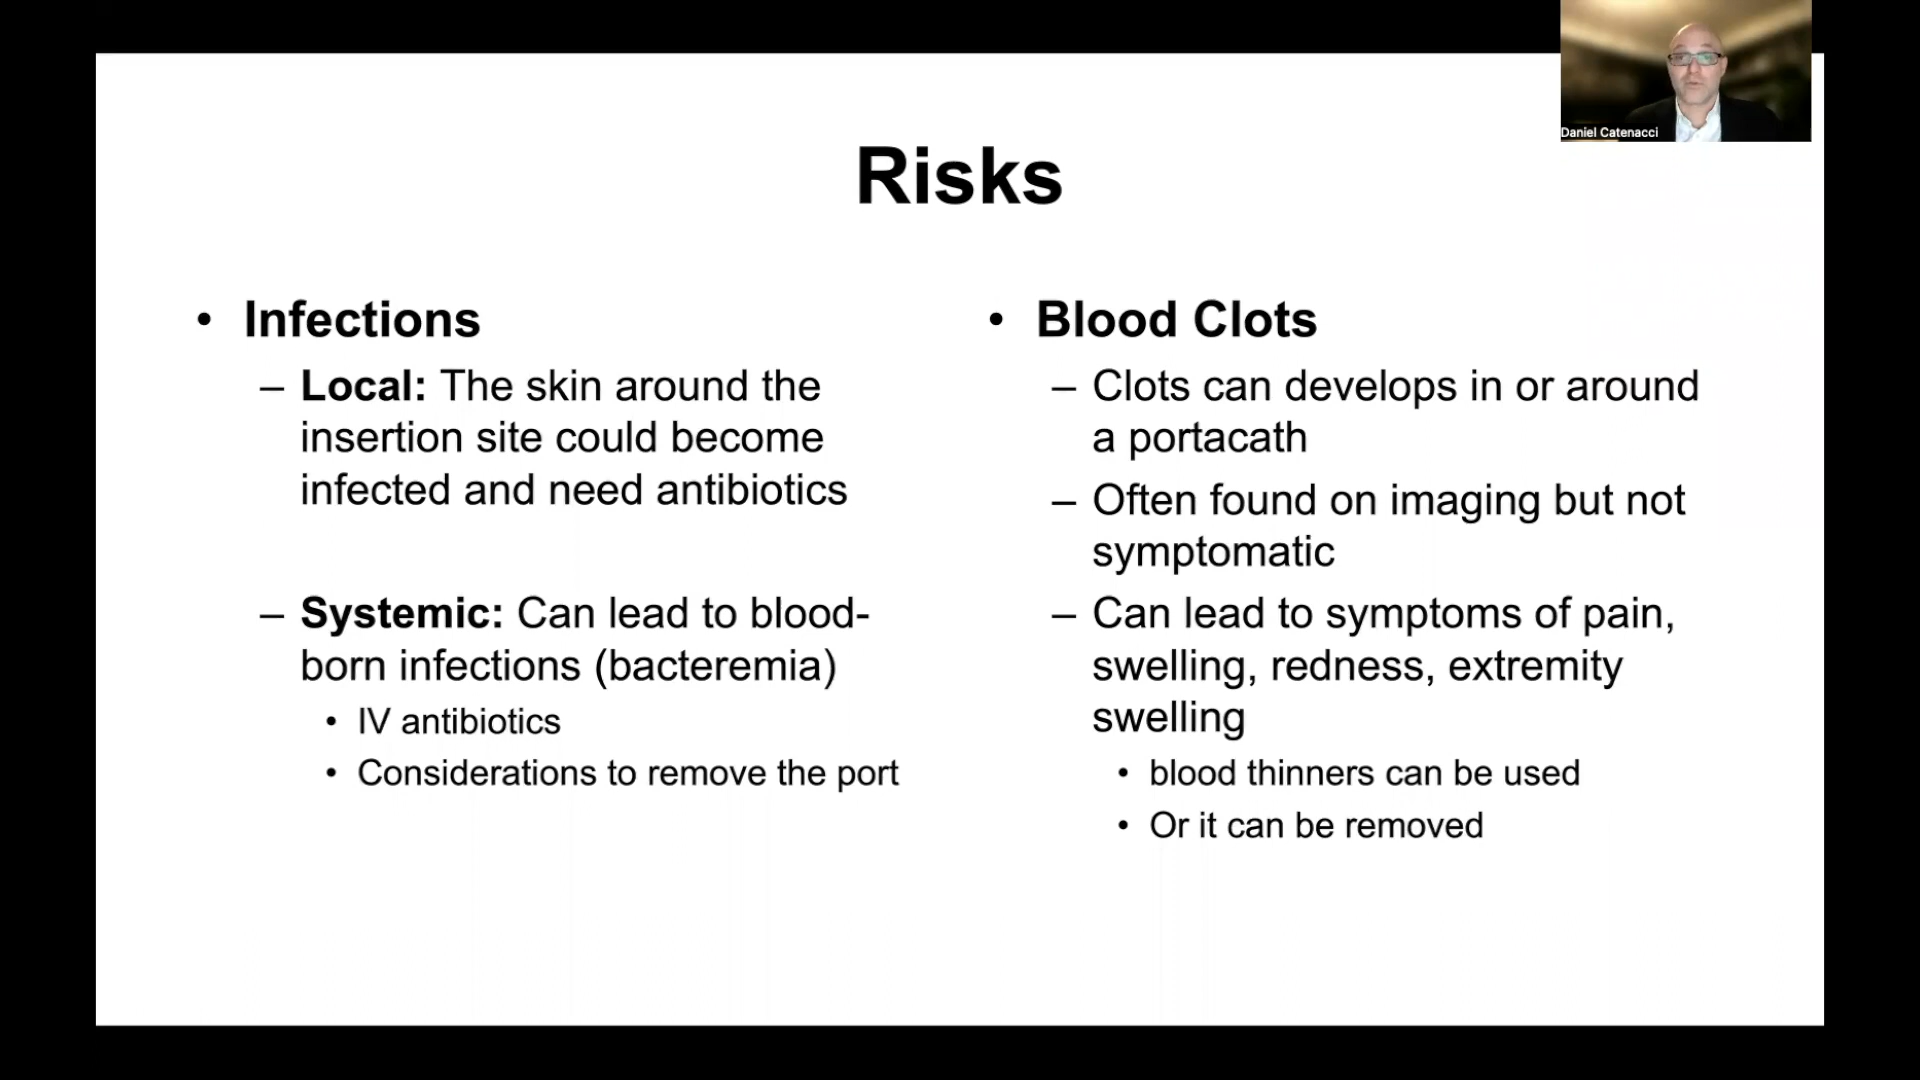 Daniel Catenacci
Risks
• Infections
– Local: The skin around the
insertion site could become
infected and need antibiotics
– Systemic: Can lead to blood-
born infections (bacteremia)
• IV antibiotics
• Considerations to remove the port
• Blood Clots
– Clots can develops in or around
a portacath
– Often found on imaging but not
symptomatic
– Can lead to symptoms of pain,
swelling, redness, extremity
swelling
• blood thinners can be used
• Or it can be removed